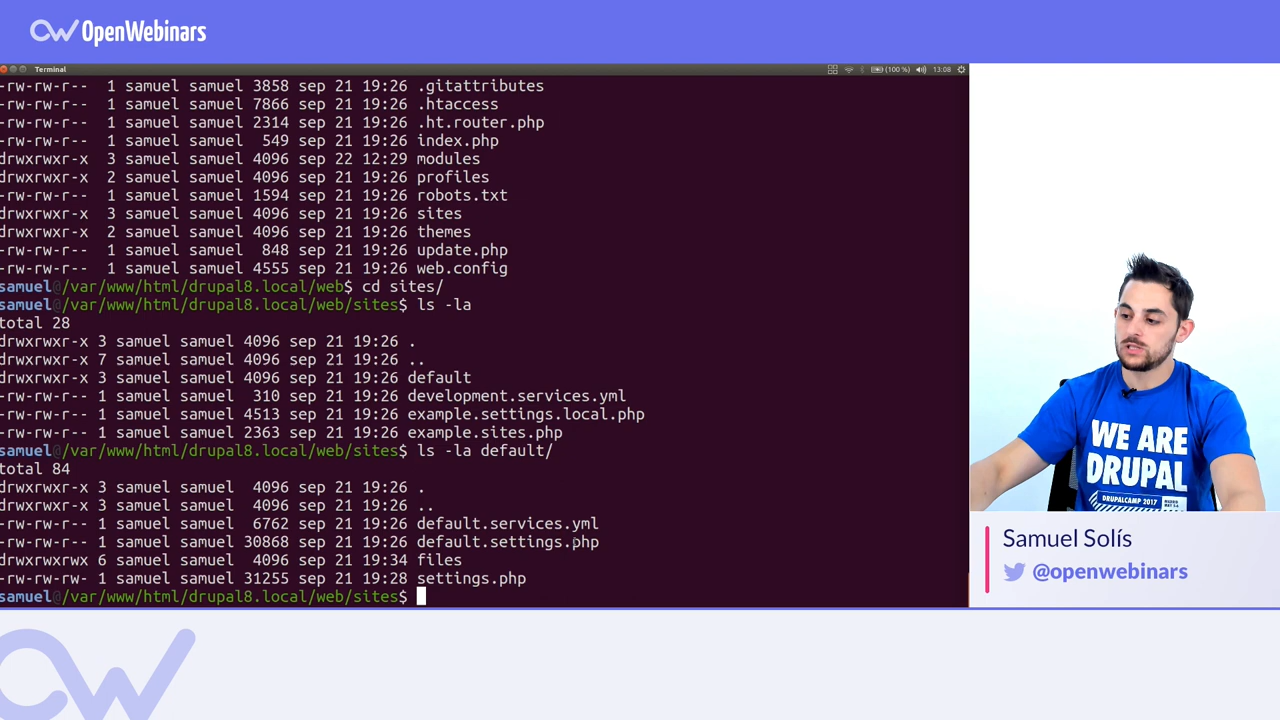 OpenWebinars
Terminal
(100 %)
13:08
-rw-rw-r-- 1 samuel samuel 3858 sep 21 19:26 .gitattributes
-rw-rw-r-- 1 samuel samuel 7866 sep 21 19:26 .htaccess
-rw-rw-r-- 1 samuel samuel 2314 sep 21 19:26 .ht.router.php
-rw-rw-r-- 1 samuel samuel 549 sep 21 19:26 index.php
drwxrwxr-x 3 samuel samuel 4096 sep 22 12:29 modules
drwxrwxr-x 2 samuel samuel 4096 sep 21 19:26 profiles
-rw-rw-r-- 1 samuel samuel 1594 sep 21 19:26 robots.txt
drwxrwxr-x 3 samuel samuel 4096 sep 21 19:26 sites
drwxrwxr-x 2 samuel samuel 4096 sep 21 19:26 themes
-rw-rw-r-- 1 samuel samuel 848 sep 21 19:26 update.php
-rw-rw-r-- 1 samuel samuel 4555 sep 21 19:26 web.config
samuel@/var/www/html/drupal8.local/web$ cd sites/
samuel@/var/www/html/drupal8.local/web/sites$ ls -la
total 28
drwxrwxr-x 3 samuel samuel 4096 sep 21 19:26 .
drwxrwxr-x 7 samuel samuel 4096 sep 21 19:26 ..
drwxrwxr-x 3 samuel samuel 4096 sep 21 19:26 default
-rw-rw-r-- 1 samuel samuel 310 sep 21 19:26 development.services.yml
-rw-rw-r-- 1 samuel samuel 4513 sep 21 19:26 example.settings.local.php
-rw-rw-r-- 1 samuel samuel 2363 sep 21 19:26 example.sites.php
samuel@/var/www/html/drupal8.local/web/sites$ ls -la default/
total 84
drwxrwxr-x 3 samuel samuel 4096 sep 21 19:26 .
drwxrwxr-x 3 samuel samuel 4096 sep 21 19:26 ..
-rw-rw-r-- 1 samuel samuel 6762 sep 21 19:26 default.services.yml
-rw-rw-r-- 1 samuel samuel 30868 sep 21 19:26 default.settings.php
drwxrwxrwx 6 samuel samuel 4096 sep 21 19:34 files
-rw-rw-rw- 1 samuel samuel 31255 sep 21 19:28 settings.php
samuel@/var/www/html/drupal8.local/web/sites$
WE ARE
DRUPAL
DRUPALCAMP 2017
Samuel Solís
@openwebinars